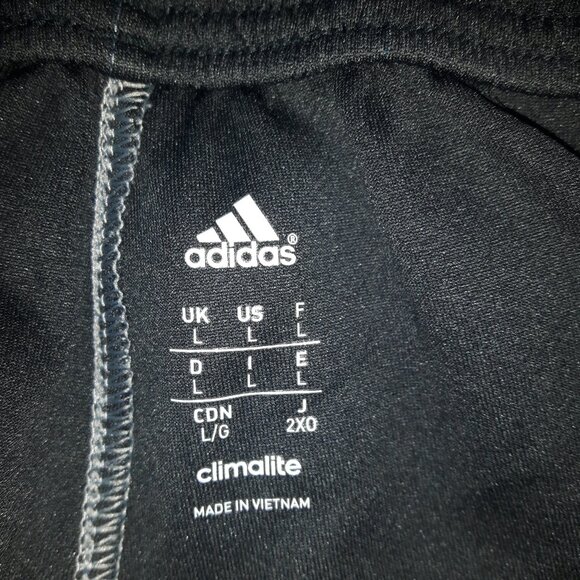 adidas®
UK US F
L L L
D I E
L L L
CDN J
L/G 2XO
climalite
MADE IN VIETNAM